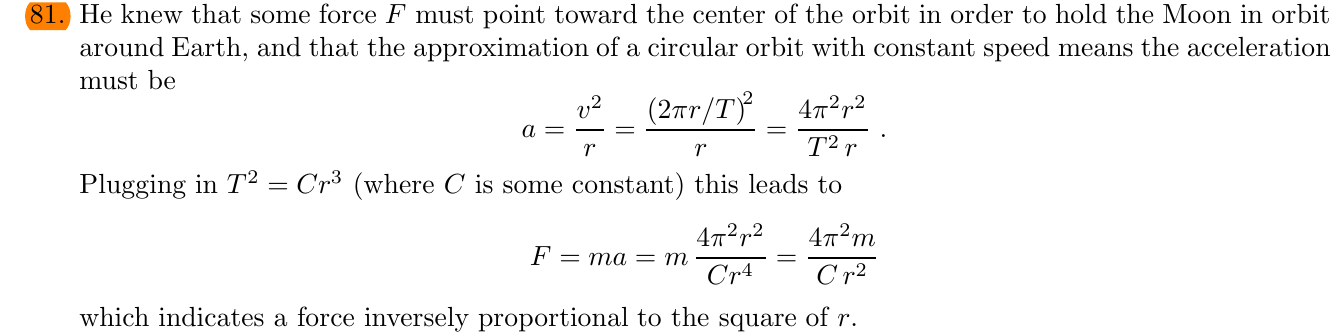 81. He knew that some force F must point toward the center of the orbit in order to hold the Moon in orbit
around Earth, and that the approximation of a circular orbit with constant speed means the acceleration
must be
a = v²/r = (2πr/T)²/r = 4π²r²/T² r .
Plugging in T² = Cr³ (where C is some constant) this leads to
F = ma = m 4π²r²/Cr⁴ = 4π²m/C r²
which indicates a force inversely proportional to the square of r.